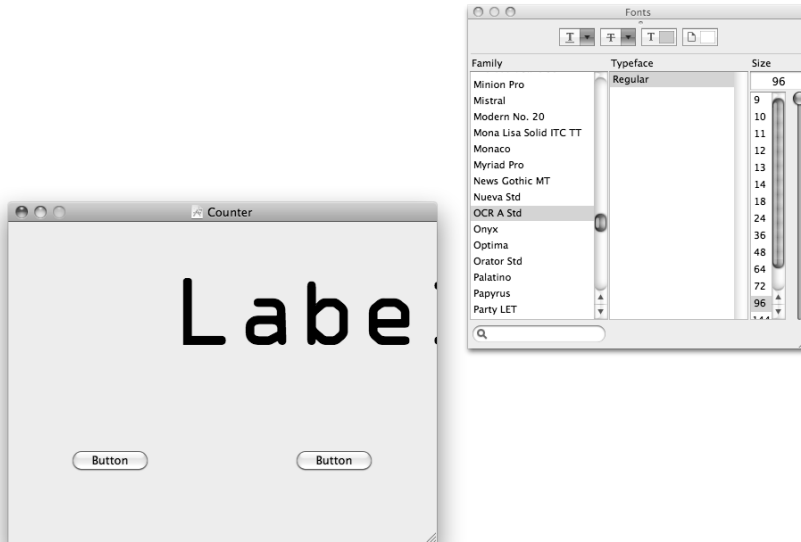 Fonts
T T T
Family Typeface Size
Regular 96
Minion Pro
Mistral
Modern No. 20
Mona Lisa Solid ITC TT
Monaco
Myriad Pro
News Gothic MT
Nueva Std
OCR A Std
Onyx
Optima
Orator Std
Palatino
Papyrus
Party LET
9
10
11
12
13
14
18
24
36
48
64
72
96
144
Counter
Label
Button Button